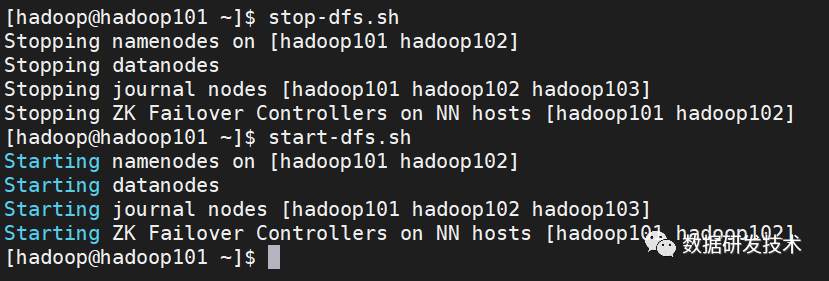 [hadoop@hadoop101 ~]$ stop-dfs.sh
Stopping namenodes on [hadoop101 hadoop102]
Stopping datanodes
Stopping journal nodes [hadoop101 hadoop102 hadoop103]
Stopping ZK Failover Controllers on NN hosts [hadoop101 hadoop102]
[hadoop@hadoop101 ~]$ start-dfs.sh
Starting namenodes on [hadoop101 hadoop102]
Starting datanodes
Starting journal nodes [hadoop101 hadoop102 hadoop103]
Starting ZK Failover Controllers on NN hosts [hadoop101 hadoop102]
数据研发技术
[hadoop@hadoop101 ~]$